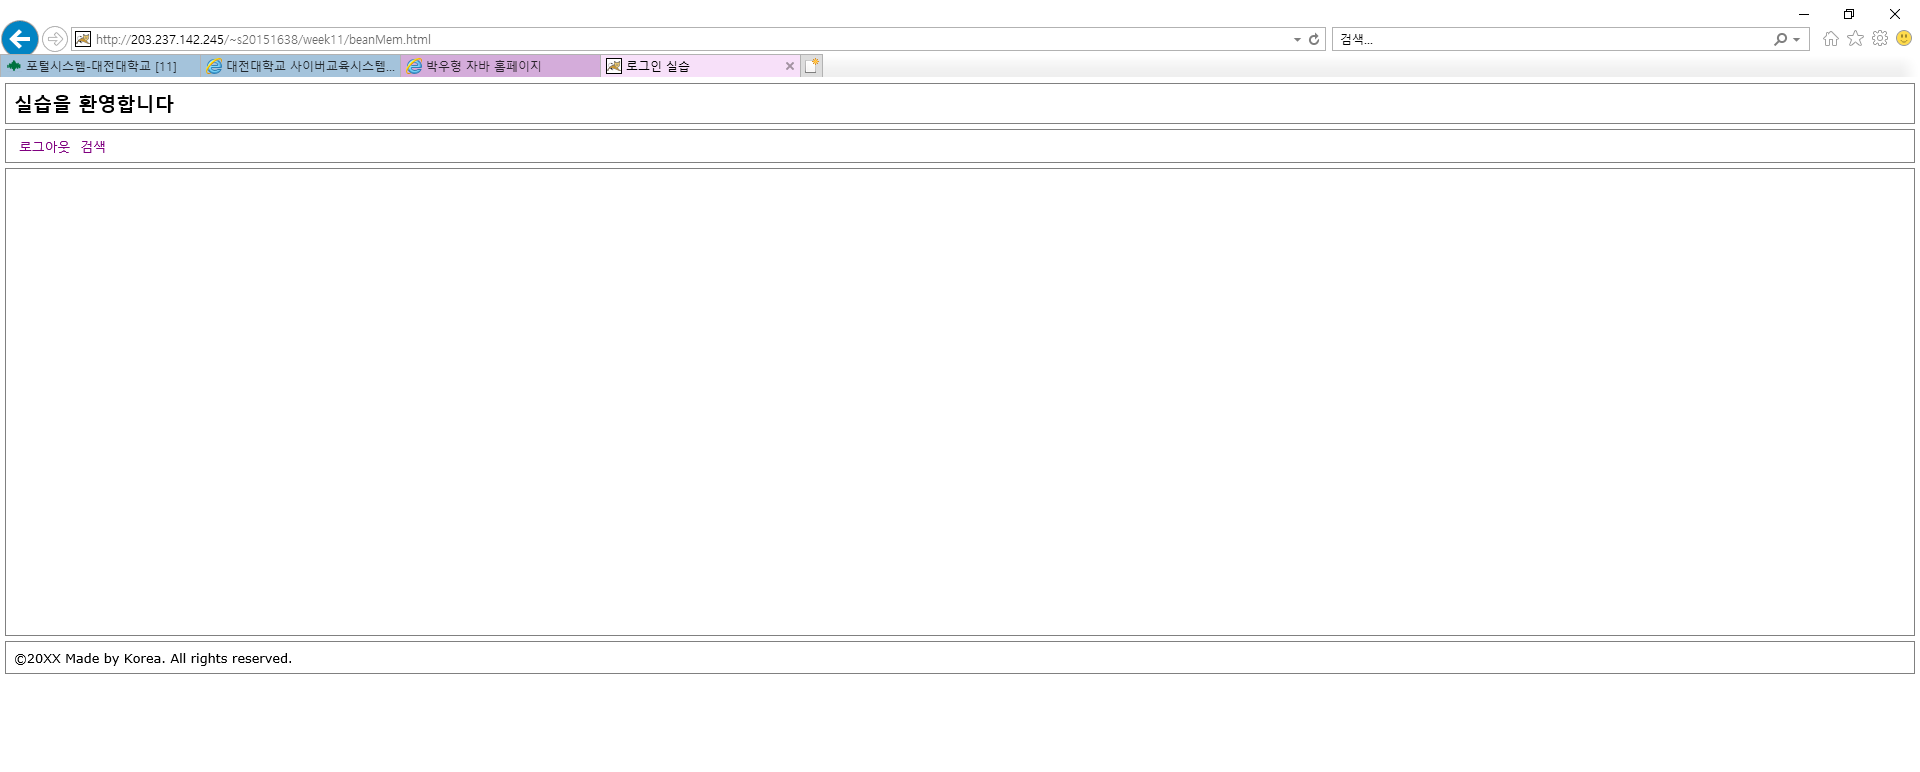 http://203.237.142.245/~s20151638/week11/beanMem.html
검색...
포털시스템-대전대학교 [11]
대전대학교 사이버교육시스템...
박우형 자바 홈페이지
로그인 실습
실습을 환영합니다
로그아웃 검색
©20XX Made by Korea. All rights reserved.